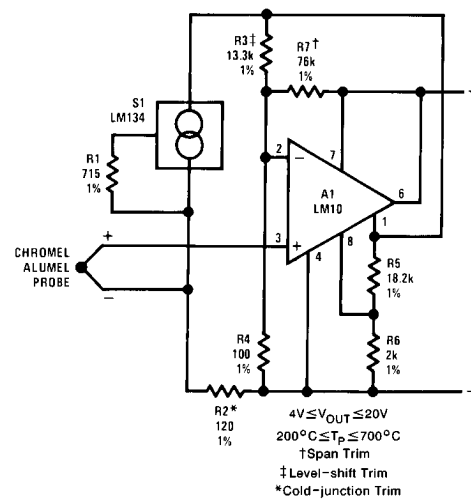 R3‡
13.3k
1%
R7†
76k
1%
S1
LM134
R1
715
1%
2
−
7
A1
LM10
6
1
3
+
4
8
CHROMEL
ALUMEL
PROBE
+
−
R5
18.2k
1%
R4
100
1%
R6
2k
1%
R2*
120
1%
4V≤VOUT≤20V
200°C≤TP≤700°C
†Span Trim
‡Level-shift Trim
*Cold-junction Trim